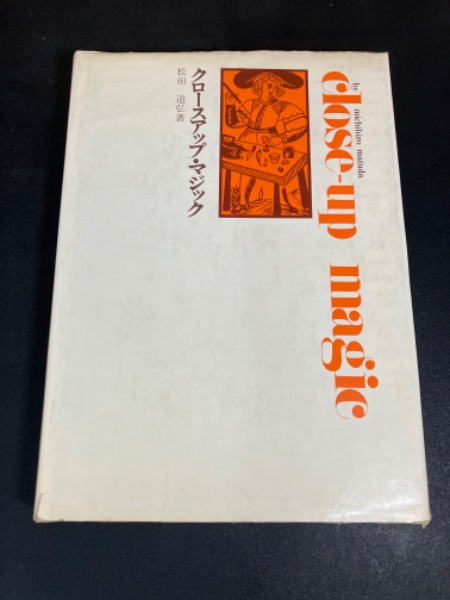 by michihiro matuda
close-up magic
クロースアップ・マジック
松田 道弘著